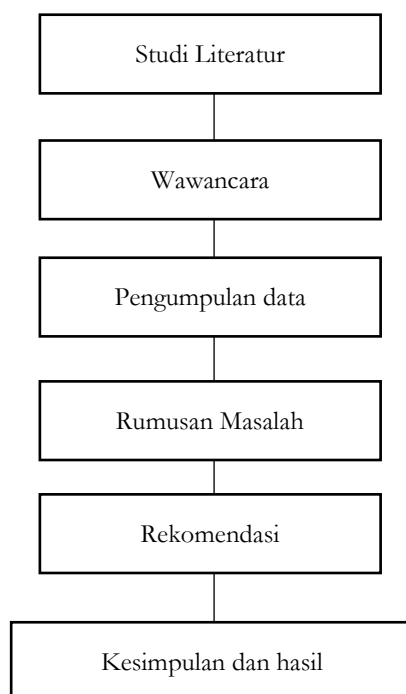 Studi Literatur
Wawancara
Pengumpulan data
Rumusan Masalah
Rekomendasi
Kesimpulan dan hasil